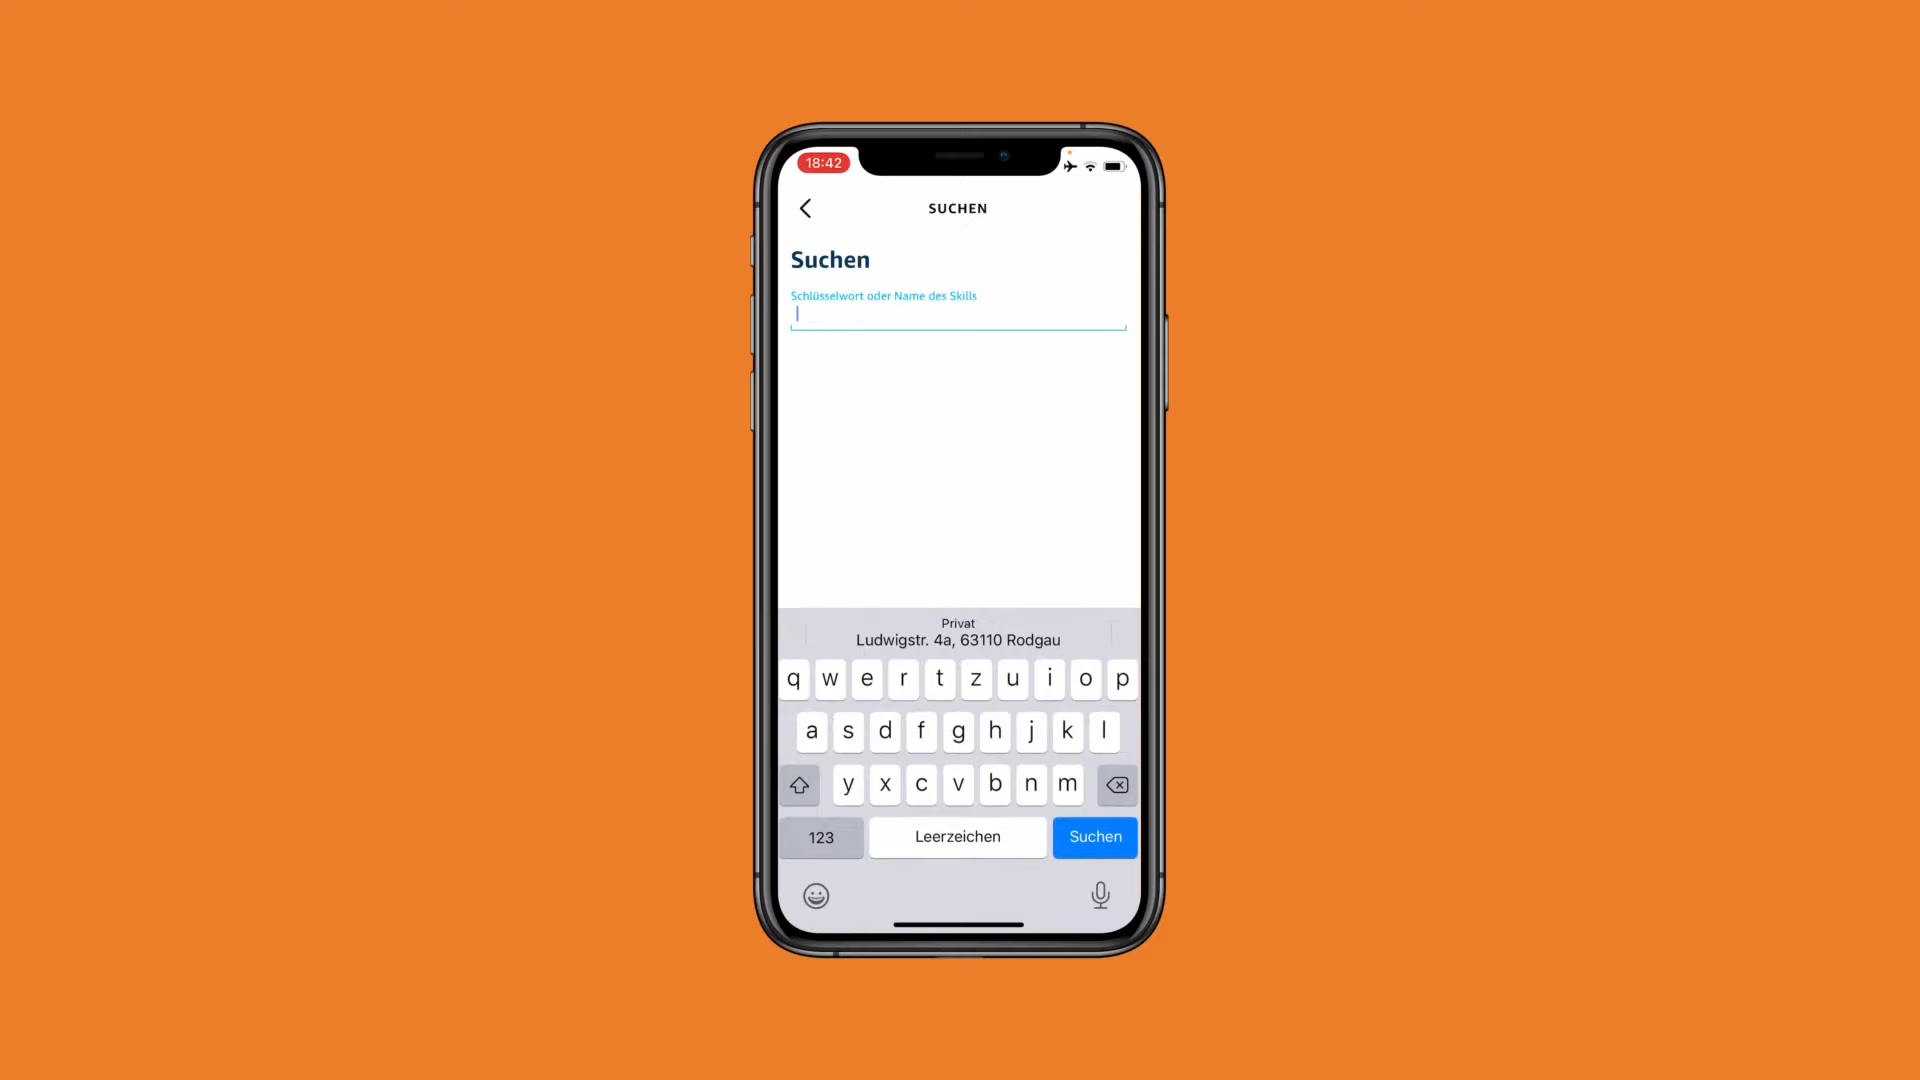 18:42
SUCHEN
Suchen
Schlüsselwort oder Name des Skills
Privat
Ludwigstr. 4a, 63110 Rodgau
q w e r t z u i o p
a s d f g h j k l
y x c v b n m
123 Leerzeichen Suchen